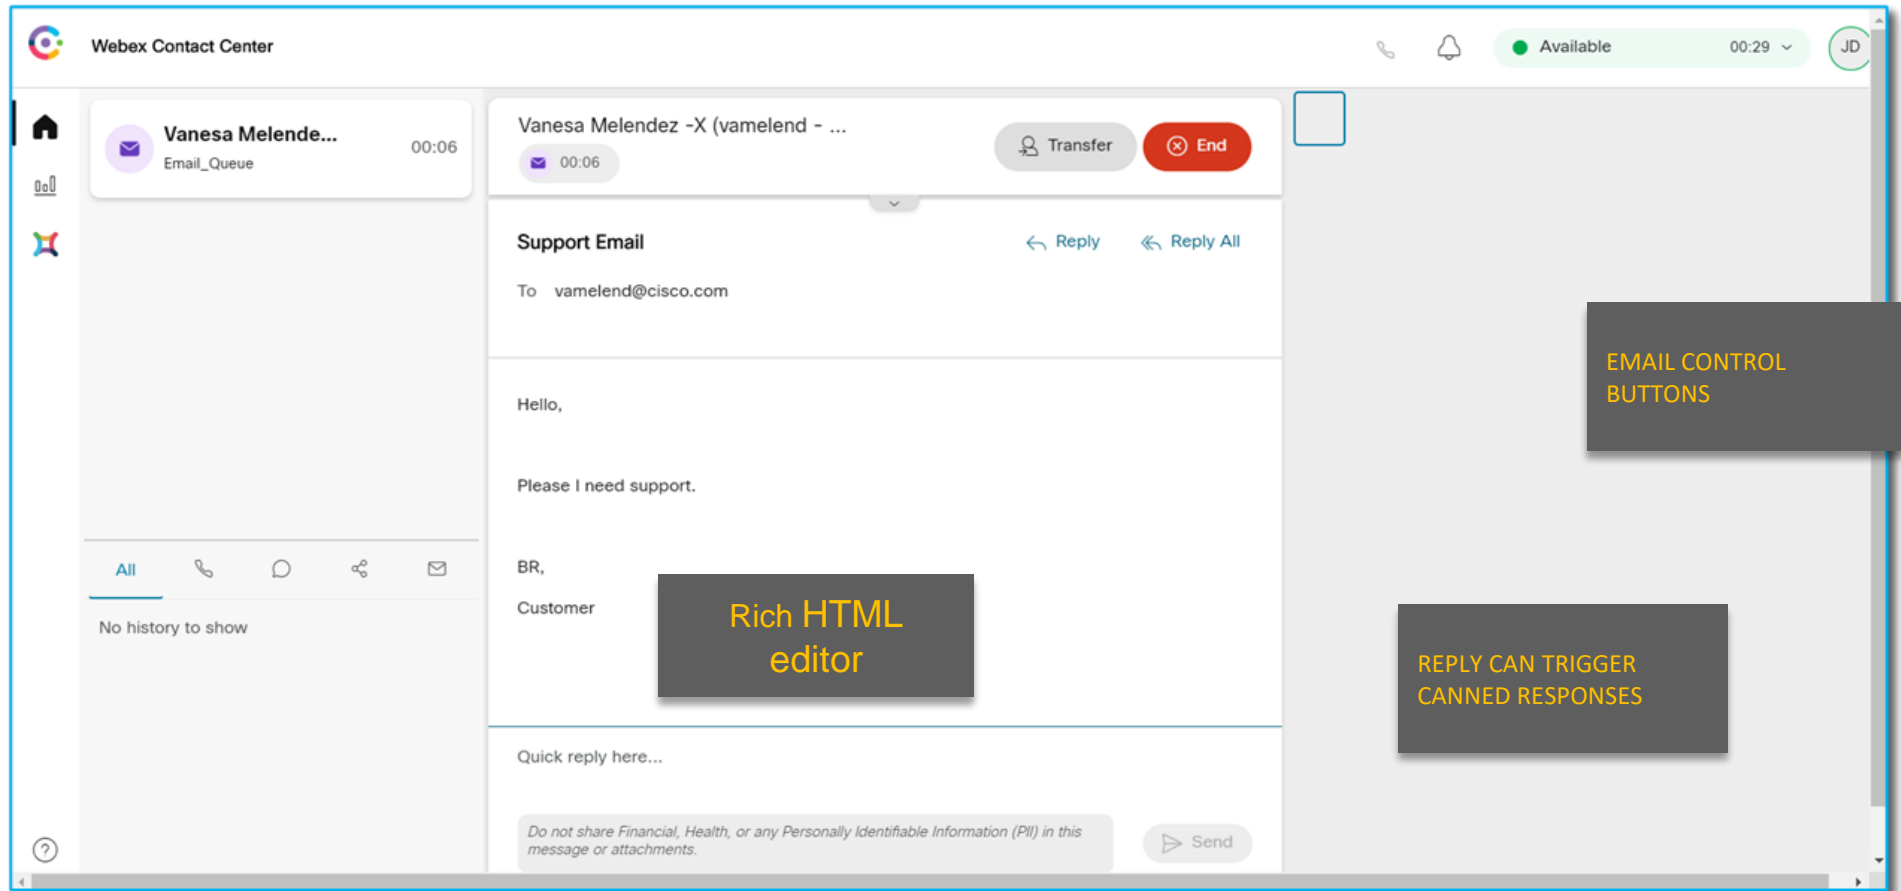 Webex Contact Center
Available
00:29
JD
Vanesa Melende...
Email_Queue
00:06
Vanesa Melendez -X (vamelend - ...
00:06
Transfer
End
Support Email
Reply
Reply All
To vamelend@cisco.com
Hello,
Please I need support.
BR,
Customer
EMAIL CONTROL
BUTTONS
All
No history to show
Rich HTML
editor
REPLY CAN TRIGGER
CANNED RESPONSES
Quick reply here...
Do not share Financial, Health, or any Personally Identifiable Information (PII) in this
message or attachments.
Send